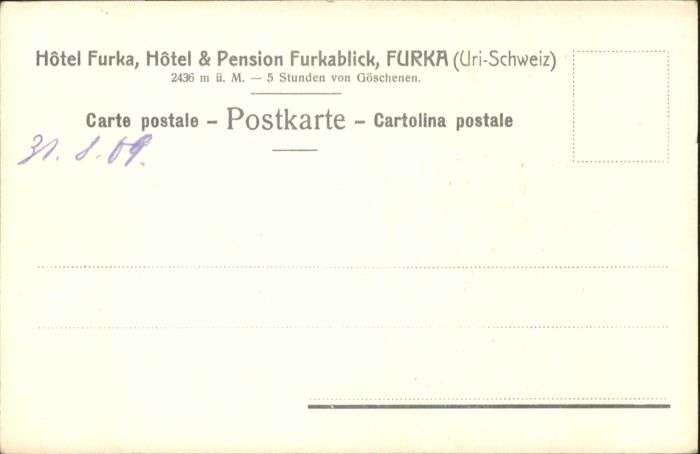 Hôtel Furka, Hôtel & Pension Furkablick, FURKA (Uri-Schweiz)
2436 m ü. M. — 5 Stunden von Göschenen.
Carte postale – Postkarte – Cartolina postale
31. 8. 09.